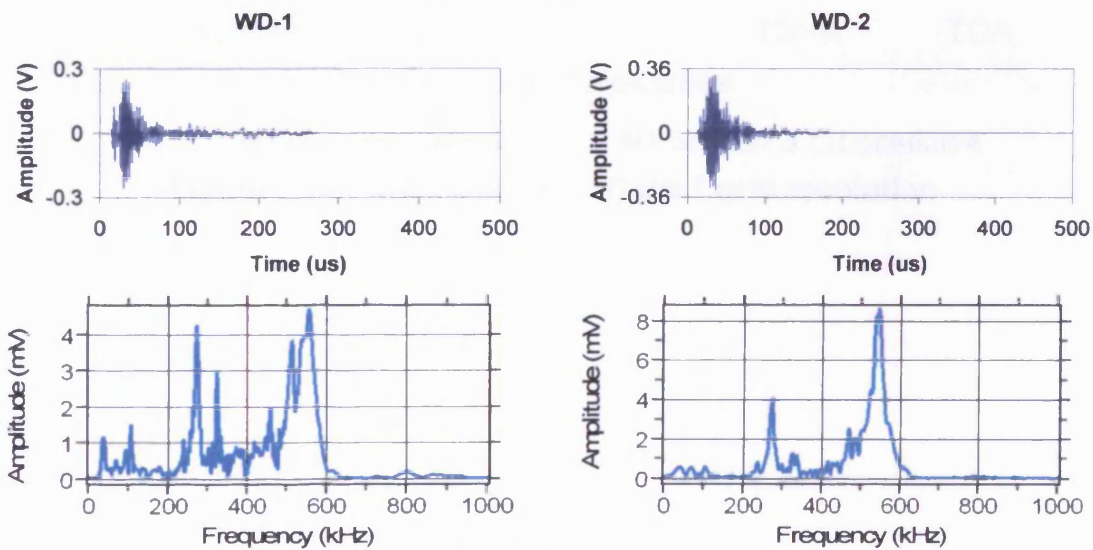 WD-1
WD-2
Amplitude (V)
0.3
0
-0.3
0 100 200 300 400 500
Time (us)
Amplitude (V)
0.36
0
-0.36
0 100 200 300 400 500
Time (us)
Amplitude (mV)
4
3
2
1
0
0 200 400 600 800 1000
Frequency (kHz)
Amplitude (mV)
8
6
4
2
0
0 200 400 600 800 1000
Frequency (kHz)